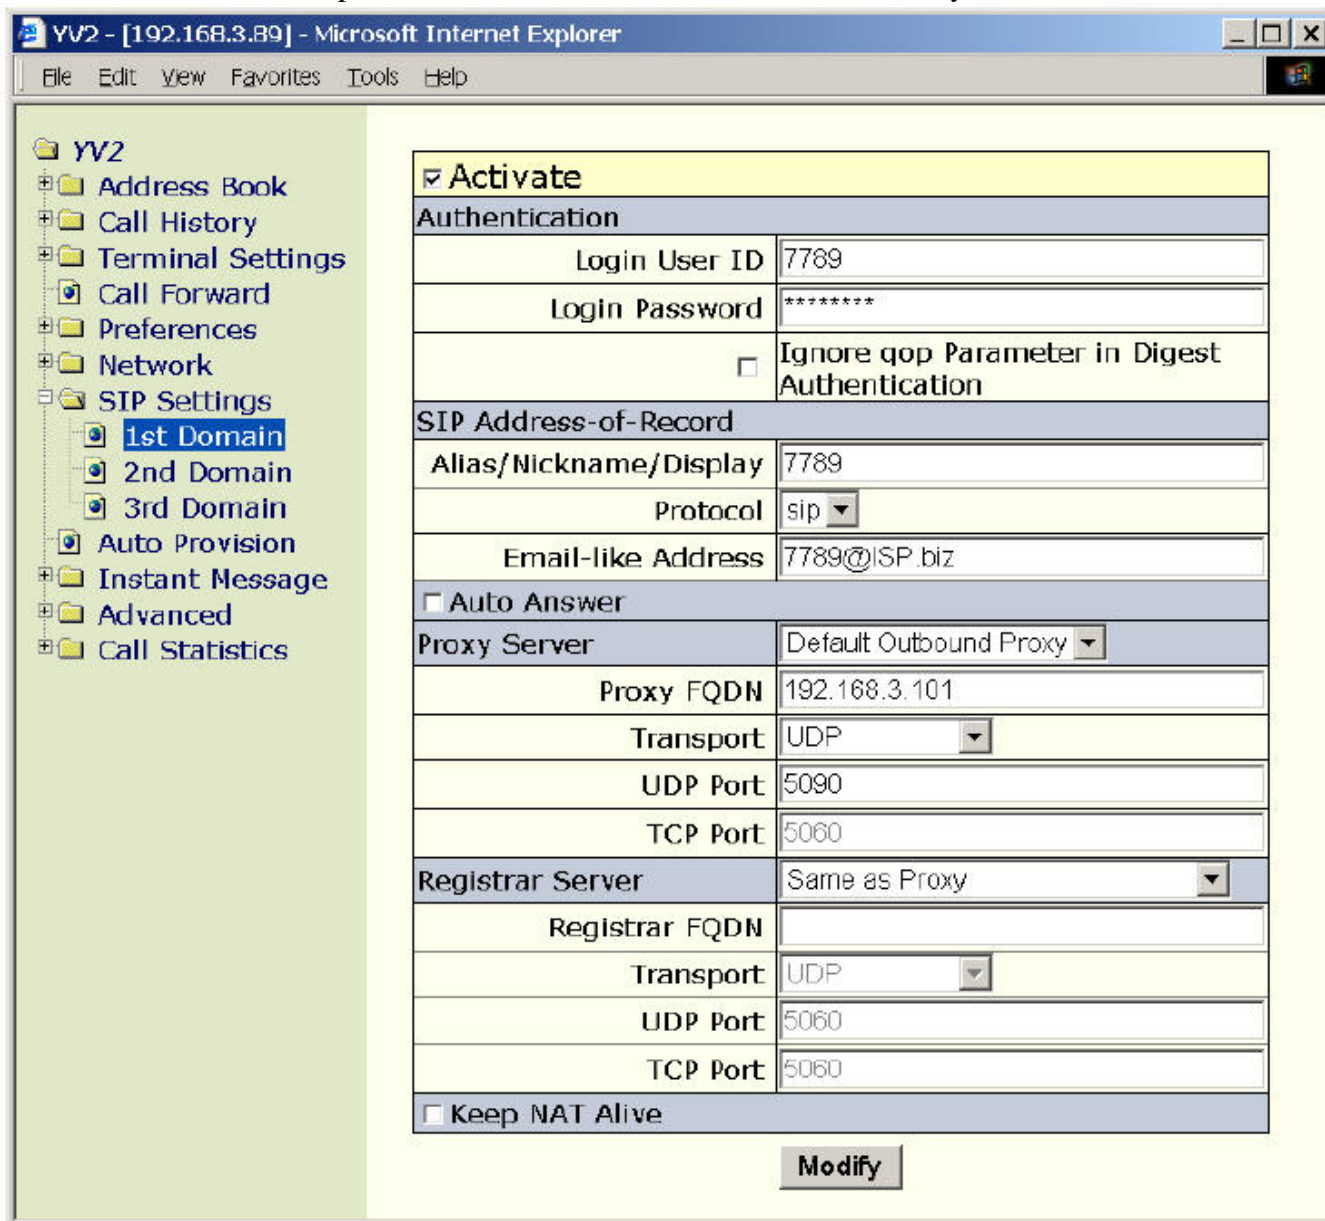 YV2 - [192.168.3.89] - Microsoft Internet Explorer
File Edit View Favorites Tools Help
YV2
Address Book
Call History
Terminal Settings
Call Forward
Preferences
Network
SIP Settings
1st Domain
2nd Domain
3rd Domain
Auto Provision
Instant Message
Advanced
Call Statistics
Activate
Authentication
Login User ID 7789
Login Password ********
Ignore qop Parameter in Digest
Authentication
SIP Address-of-Record
Alias/Nickname/Display 7789
Protocol sip
Email-like Address 7789@ISP.biz
Auto Answer
Proxy Server Default Outbound Proxy
Proxy FQDN 192.168.3.101
Transport UDP
UDP Port 5090
TCP Port 5060
Registrar Server Same as Proxy
Registrar FQDN
Transport UDP
UDP Port 5060
TCP Port 5060
Keep NAT Alive
Modify